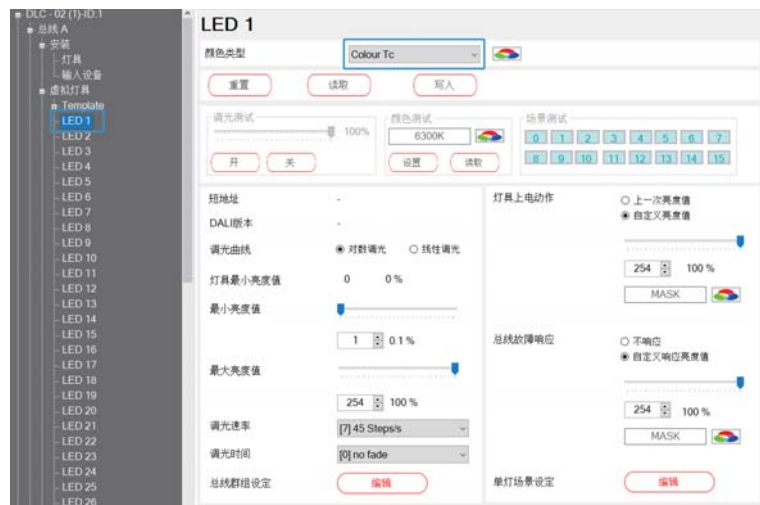 DLC - 02 (1)-ID:1
总线 A
安装
灯具
输入设备
虚拟灯具
Template
LED 1
LED 2
LED 3
LED 4
LED 5
LED 6
LED 7
LED 8
LED 9
LED 10
LED 11
LED 12
LED 13
LED 14
LED 15
LED 16
LED 17
LED 18
LED 19
LED 20
LED 21
LED 22
LED 23
LED 24
LED 25
LED 26
LED 1
颜色类型 Colour Tc
重置 读取 写入
调光测试 颜色测试 场景测试
100% 6300K 0 1 2 3 4 5 6 7
开 关 设置 读取 8 9 10 11 12 13 14 15
短地址 -
DALI版本 -
调光曲线 对数调光 线性调光
灯具最小亮度值 0 0 %
最小亮度值
1 0.1 %
最大亮度值
254 100 %
调光速率 [7] 45 Steps/s
调光时间 [0] no fade
总线群组设定 编辑
灯具上电动作 上一次亮度值
自定义亮度值
254 100 %
MASK
总线故障响应 不响应
自定义响应亮度值
254 100 %
MASK
单灯场景设定 编辑